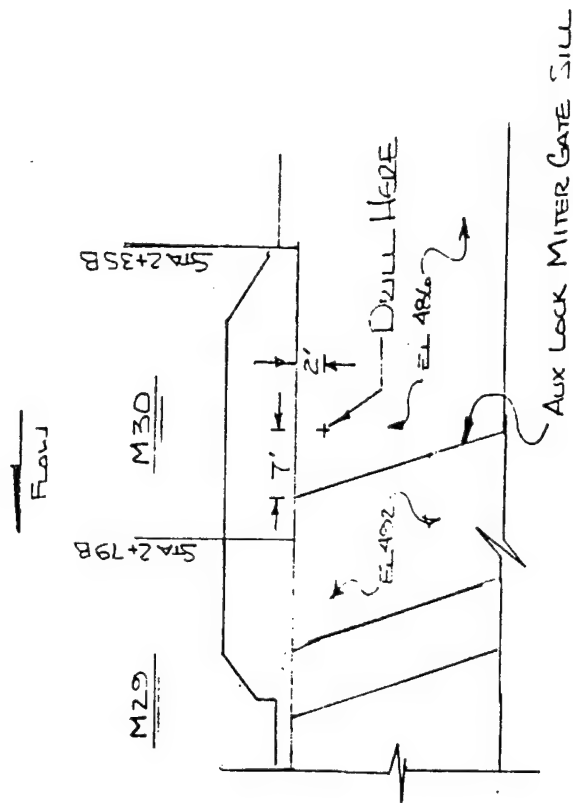 FLOW
M29
M30
STA 2+79B
STA 2+35B
7'
2'
DRILL HERE
EL 492
EL 486
AUX LOCK MITER GATE SILL